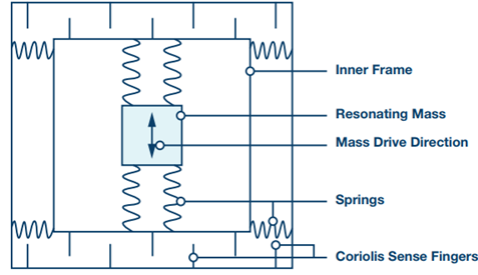 Inner Frame
Resonating Mass
Mass Drive Direction
Springs
Coriolis Sense Fingers